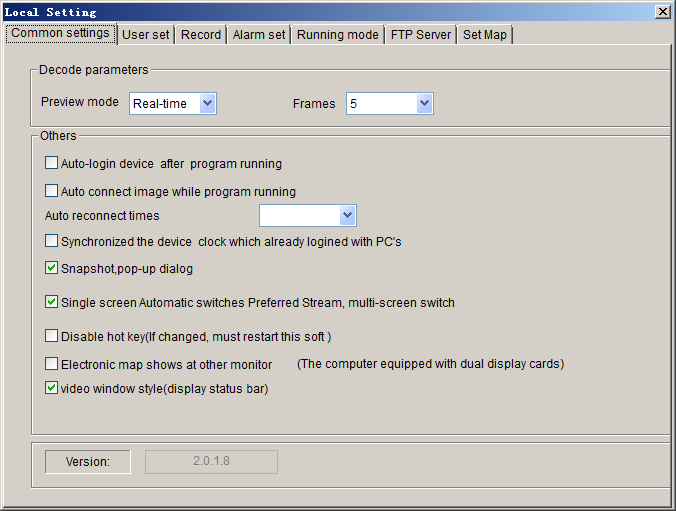 Local Setting
Common settings User set Record Alarm set Running mode FTP Server Set Map
Decode parameters
Preview mode Real-time Frames 5
Others
Auto-login device after program running
Auto connect image while program running
Auto reconnect times
Synchronized the device clock which already logined with PC's
Snapshot,pop-up dialog
Single screen Automatic switches Preferred Stream, multi-screen switch
Disable hot key(If changed, must restart this soft )
Electronic map shows at other monitor (The computer equipped with dual display cards)
video window style(display status bar)
Version: 2.0.1.8